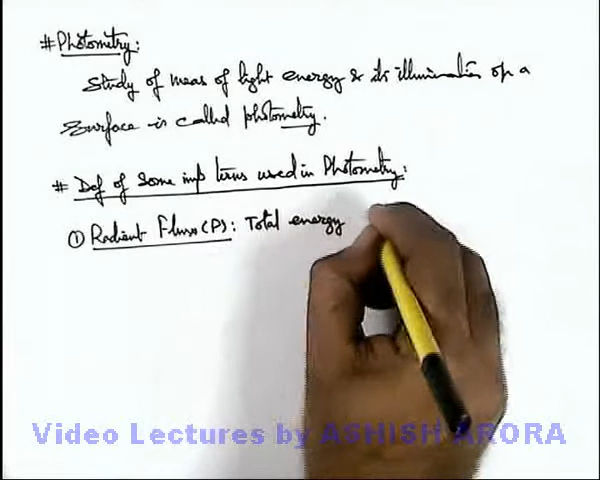 # Photometry:
Study of meas of light energy & its illumination of a
Surface is called photometry.
# Def of Some imp terms used in Photometry:
① Radient Flux (P): Total energy
Video Lectures by ASHISH ARORA